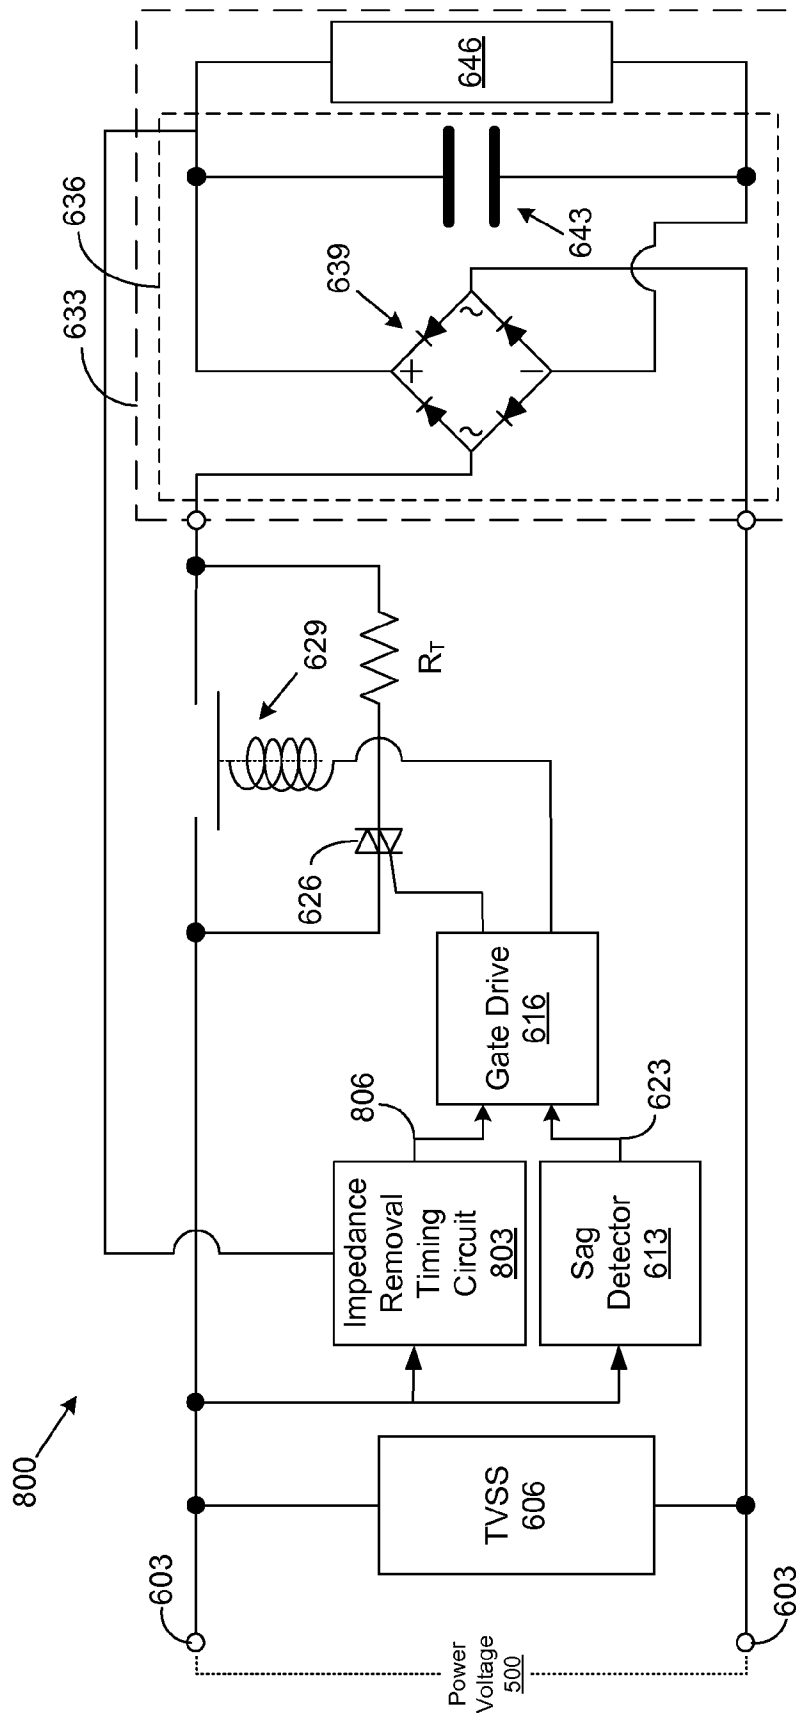 800
603
Power
Voltage
500
603
TVSS
606
Impedance
Removal
Timing
Circuit
803
806
Sag
Detector
613
623
Gate Drive
616
626
629
RT
633
636
639
+
~
~
–
643
646